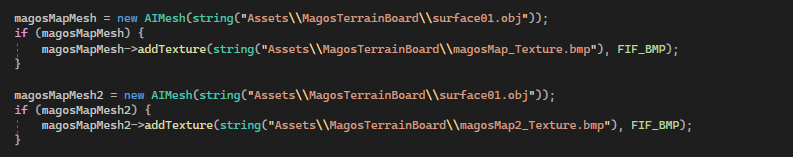 magosMapMesh = new AIMesh(string("Assets\\MagosTerrainBoard\\surface01.obj"));
if (magosMapMesh) {
magosMapMesh->addTexture(string("Assets\\MagosTerrainBoard\\magosMap_Texture.bmp"), FIF_BMP);
}
magosMapMesh2 = new AIMesh(string("Assets\\MagosTerrainBoard\\surface01.obj"));
if (magosMapMesh2) {
magosMapMesh2->addTexture(string("Assets\\MagosTerrainBoard\\magosMap2_Texture.bmp"), FIF_BMP);
}